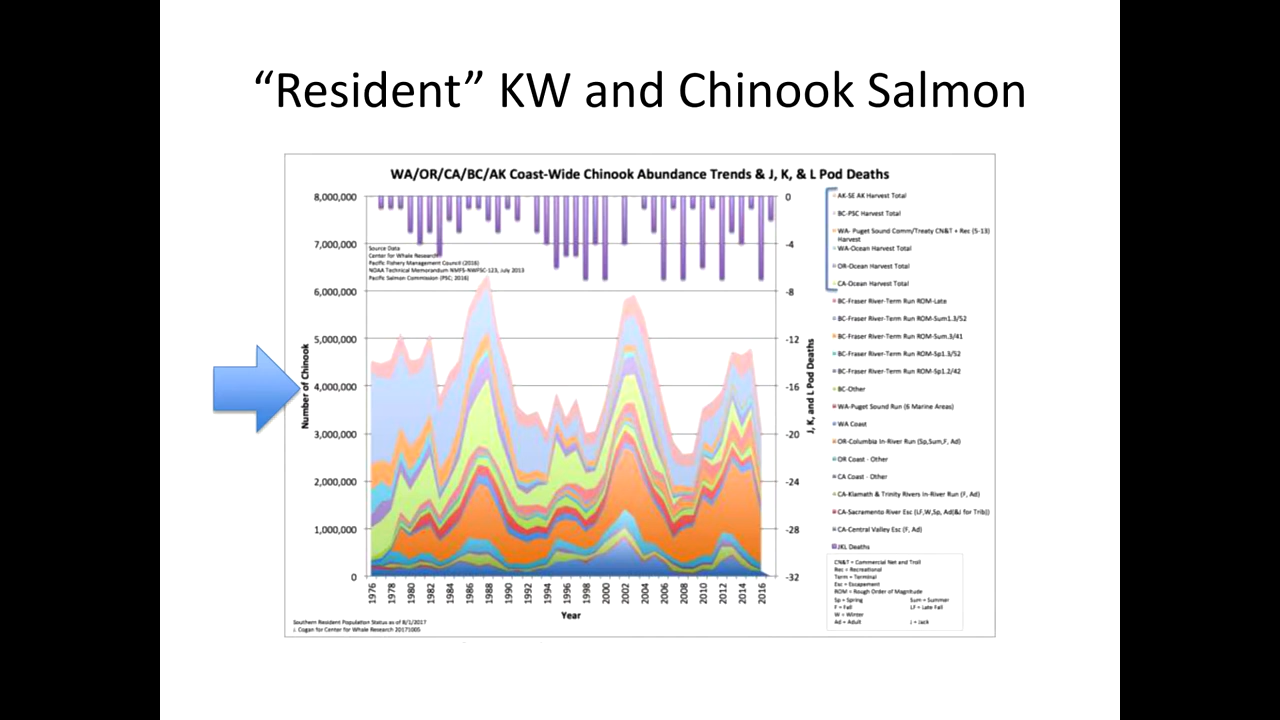 “Resident” KW and Chinook Salmon
WA/OR/CA/BC/AK Coast-Wide Chinook Abundance Trends & J, K, & L Pod Deaths
8,000,000
7,000,000
6,000,000
5,000,000
4,000,000
3,000,000
2,000,000
1,000,000
0
Number of Chinook
Source Data
Center for Whale Research
Pacific Fishery Management Council (2016)
NOAA Technical Memorandum NMFS-NWFSC-123, July 2013
Pacific Salmon Commission (PSC; 2016)
0
-4
-8
-12
-16
-20
-24
-28
-32
J, K, and L Pod Deaths
1976
1978
1980
1982
1984
1986
1988
1990
1992
1994
1996
1998
2000
2002
2004
2006
2008
2010
2012
2014
2016
Year
AK-SE AK Harvest Total
BC-PSC Harvest Total
WA- Puget Sound Comm/Treaty CN&T + Rec (5-13)
Harvest
WA-Ocean Harvest Total
OR-Ocean Harvest Total
CA-Ocean Harvest Total
BC-Fraser River-Term Run ROM-Late
BC-Fraser River-Term Run ROM-Sum1.3/52
BC-Fraser River-Term Run ROM-Sum.3/41
BC-Fraser River-Term Run ROM-Sp1.3/52
BC-Fraser River-Term Run ROM-Sp1.2/42
BC-Other
WA-Puget Sound Run (6 Marine Areas)
WA Coast
OR-Columbia In-River Run (Sp,Sum,F, Ad)
OR Coast - Other
CA Coast - Other
CA-Klamath & Trinity Rivers In-River Run (F, Ad)
CA-Sacramento River Esc (LF,W,Sp, Ad(&J for Trib))
CA-Central Valley Esc (F, Ad)
JKL Deaths
CN&T = Commercial Net and Troll
Rec = Recreational
Term = Terminal
Esc = Escapement
ROM = Rough Order of Magnitude
Sp = Spring Sum = Summer
F = Fall LF = Late Fall
W = Winter
Ad = Adult J = Jack
Southern Resident Population Status as of 8/1/2017
J. Cogan for Center for Whale Research 20171005